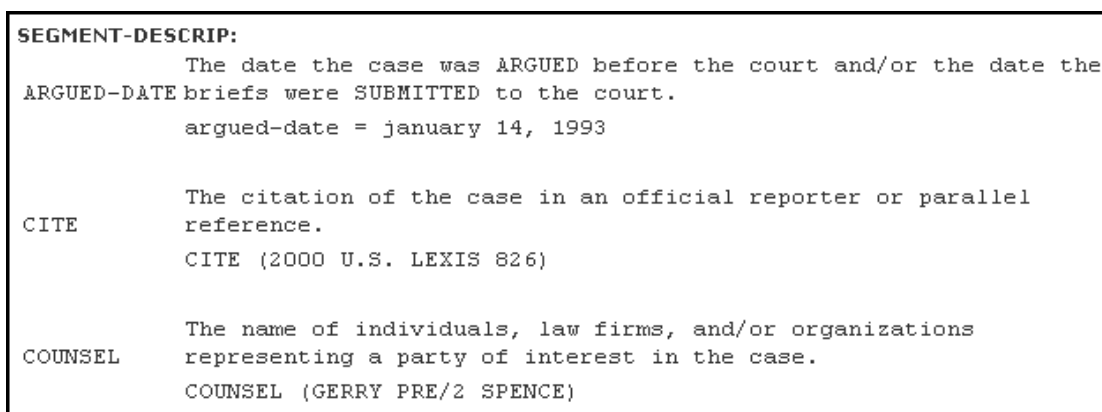 SEGMENT-DESCRIP:
The date the case was ARGUED before the court and/or the date the
ARGUED-DATE briefs were SUBMITTED to the court.
argued-date = january 14, 1993
The citation of the case in an official reporter or parallel
CITE reference.
CITE (2000 U.S. LEXIS 826)
The name of individuals, law firms, and/or organizations
COUNSEL representing a party of interest in the case.
COUNSEL (GERRY PRE/2 SPENCE)